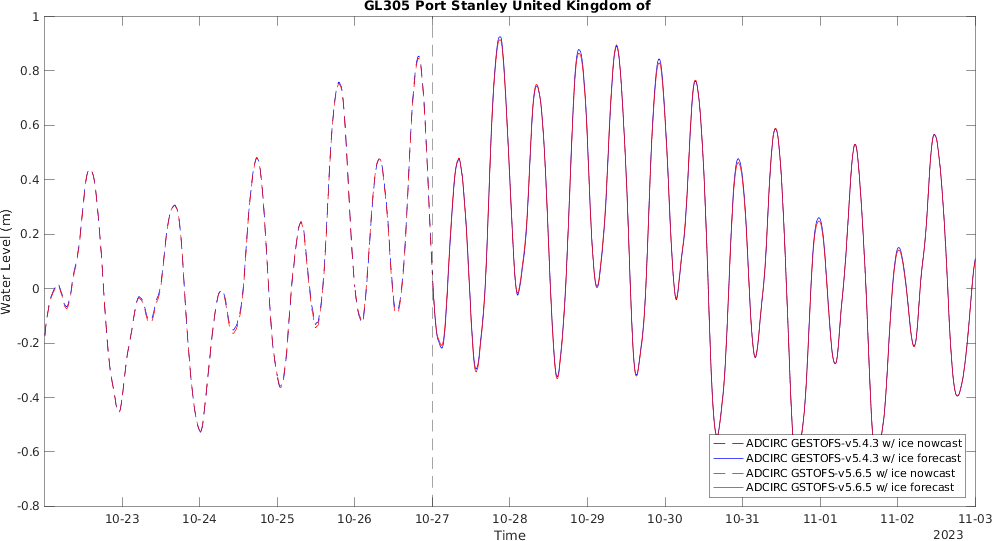 GL305 Port Stanley United Kingdom of
1
0.8
0.6
0.4
0.2
0
-0.2
-0.4
-0.6
-0.8
Water Level (m)
ADCIRC GESTOFS-v5.4.3 w/ ice nowcast
ADCIRC GESTOFS-v5.4.3 w/ ice forecast
ADCIRC GSTOFS-v5.6.5 w/ ice nowcast
ADCIRC GSTOFS-v5.6.5 w/ ice forecast
10-23 10-24 10-25 10-26 10-27 10-28 10-29 10-30 10-31 11-01 11-02 11-03
Time
2023